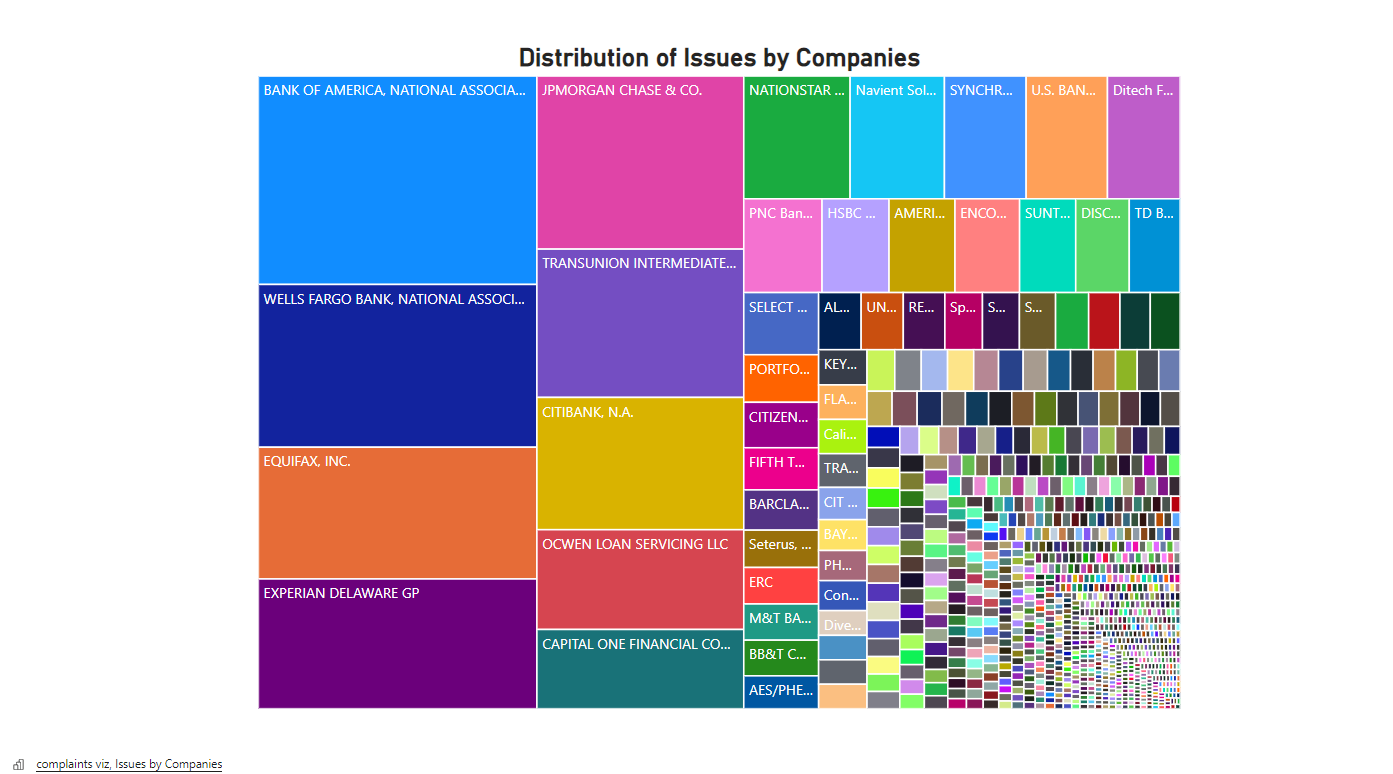 Distribution of Issues by Companies
BANK OF AMERICA, NATIONAL ASSOCIA...
WELLS FARGO BANK, NATIONAL ASSOCI...
EQUIFAX, INC.
EXPERIAN DELAWARE GP
JPMORGAN CHASE & CO.
TRANSUNION INTERMEDIATE...
CITIBANK, N.A.
OCWEN LOAN SERVICING LLC
CAPITAL ONE FINANCIAL CO...
NATIONSTAR ...
Navient Sol...
SYNCHR...
U.S. BAN...
Ditech F...
PNC Ban...
HSBC ...
AMERI...
ENCO...
SUNT...
DISC...
TD B...
SELECT ...
PORTFO...
CITIZEN...
FIFTH T...
BARCLA...
Seterus, ...
ERC
M&T BA...
BB&T C...
AES/PHE...
AL...
UN...
RE...
Sp...
S...
S...
KEY...
FLA...
Cali...
TRA...
CIT ...
BAY...
PH...
Con...
Dive...
complaints viz, Issues by Companies